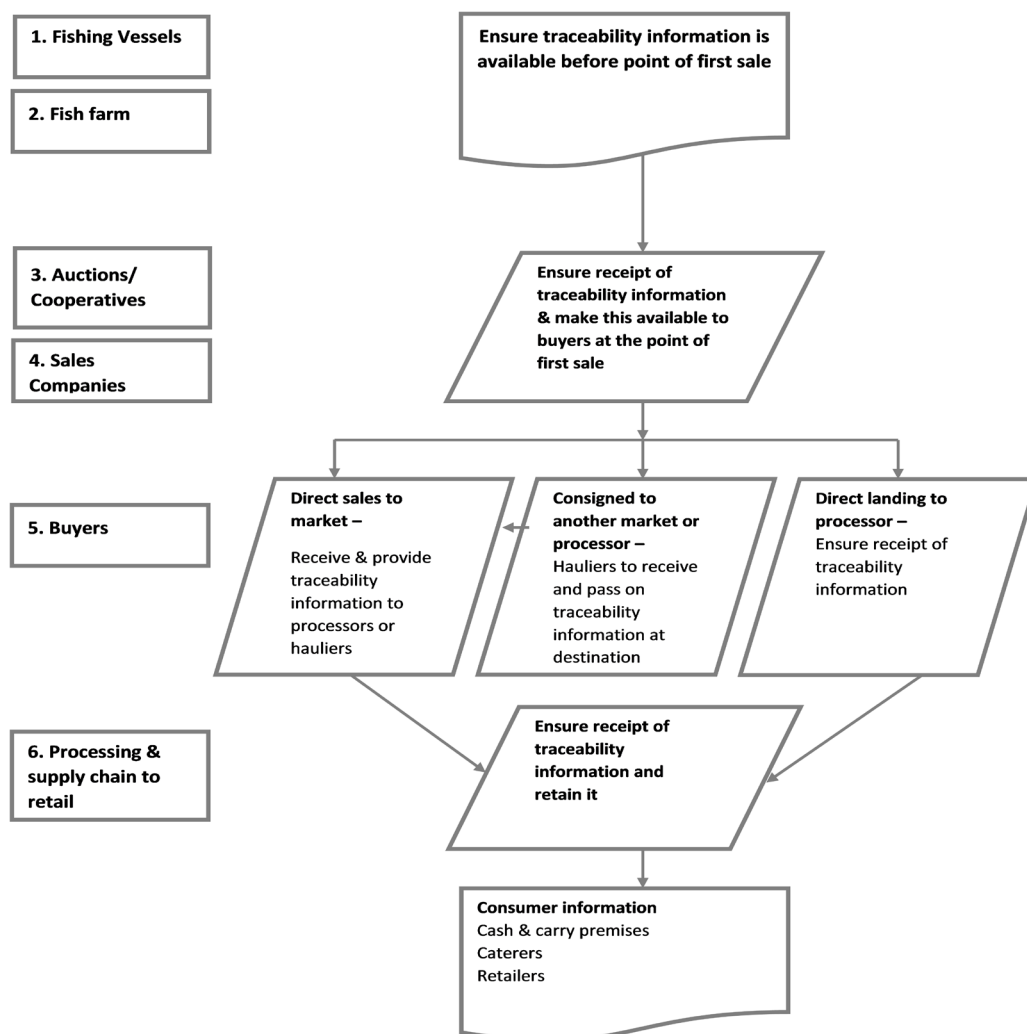 1. Fishing Vessels
2. Fish farm
Ensure traceability information is
available before point of first sale
3. Auctions/
Cooperatives
4. Sales
Companies
Ensure receipt of
traceability information
& make this available to
buyers at the point of
first sale
5. Buyers
Direct sales to
market –
Receive & provide
traceability
information to
processors or
hauliers
Consigned to
another market or
processor –
Hauliers to receive
and pass on
traceability
information at
destination
Direct landing to
processor –
Ensure receipt of
traceability
information
6. Processing &
supply chain to
retail
Ensure receipt of
traceability
information and
retain it
Consumer information
Cash & carry premises
Caterers
Retailers